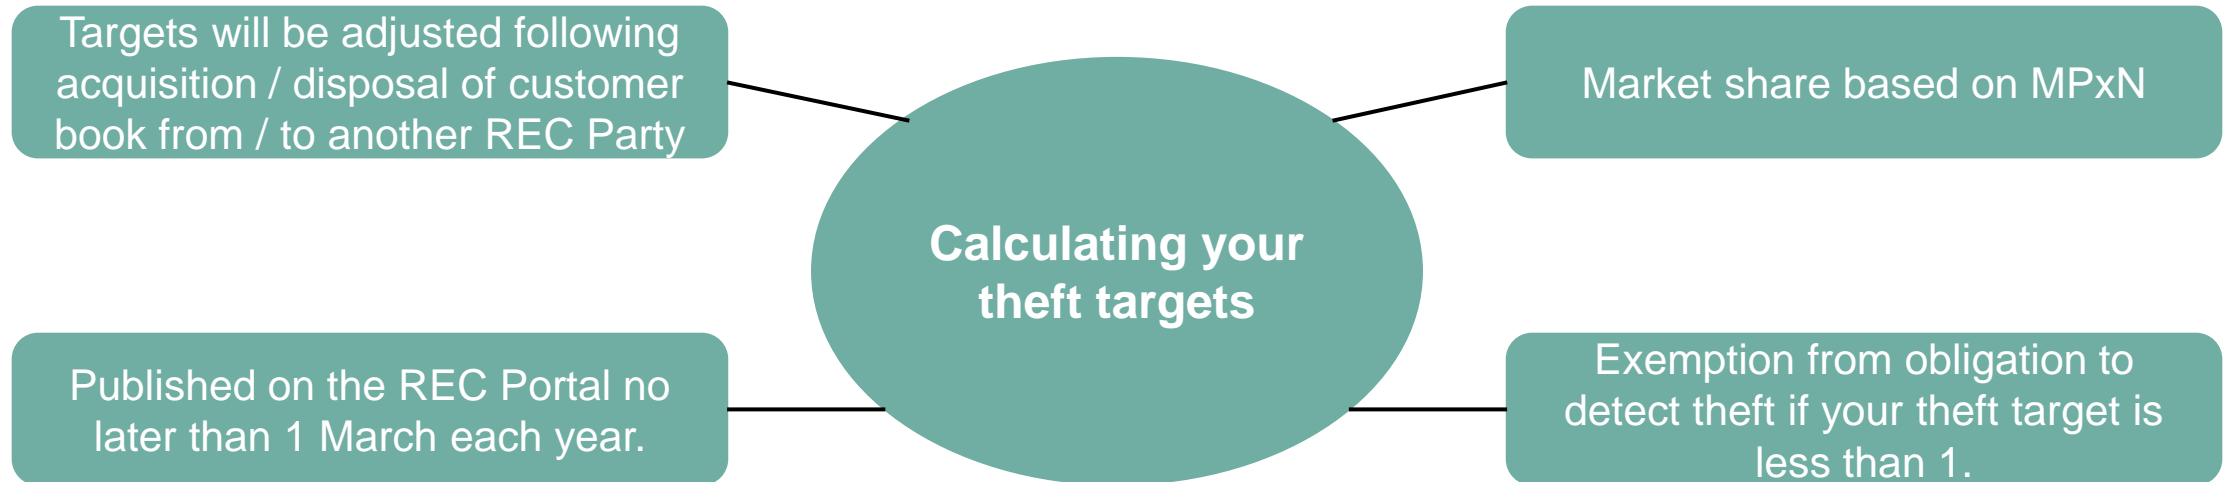 Targets will be adjusted following
acquisition / disposal of customer
book from / to another REC Party
Market share based on MPxN
Calculating your
theft targets
Published on the REC Portal no
later than 1 March each year.
Exemption from obligation to
detect theft if your theft target is
less than 1.